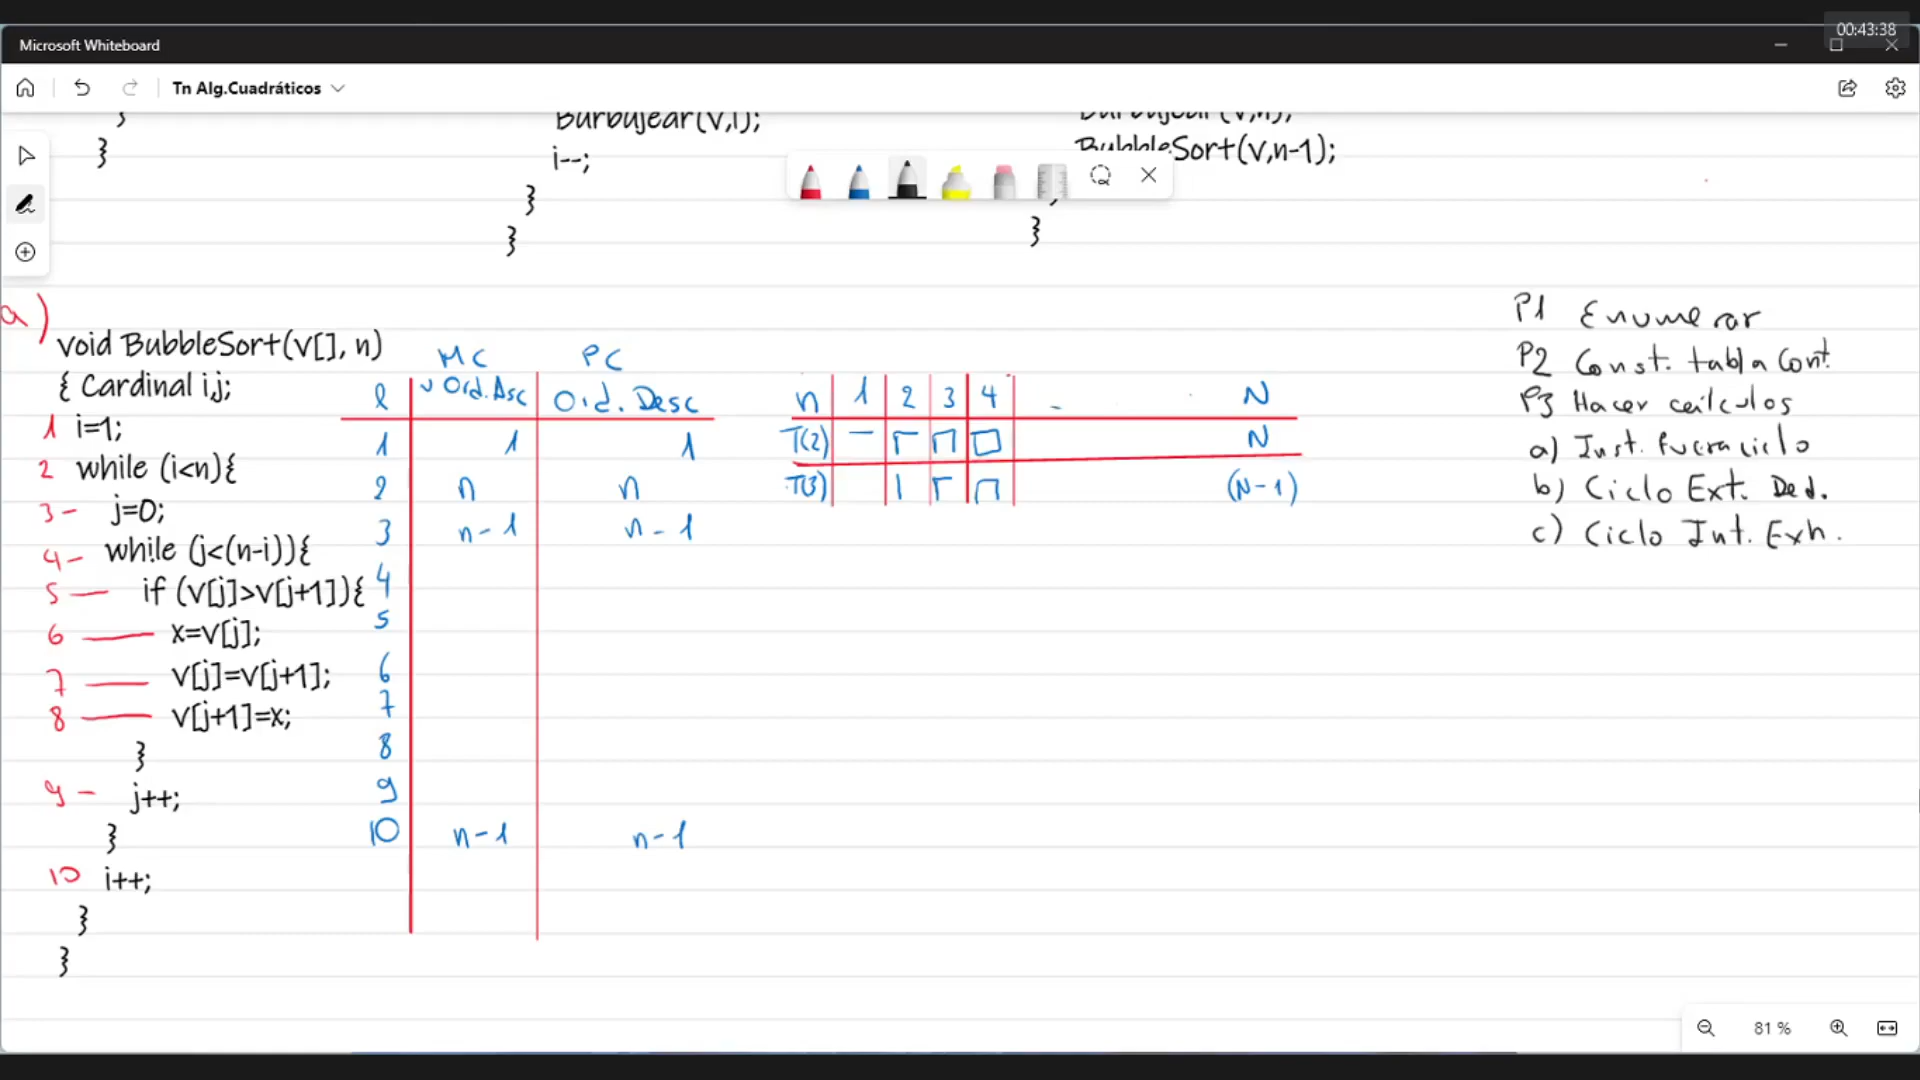 00:43:38
Microsoft Whiteboard
Tn Alg.Cuadráticos
}
}
Burbujear(v,i);
i--;
}
}
Burbujear(v,n);
BubbleSort(v,n-1);
}
}
a)
void BubbleSort(v[], n)
{ Cardinal i,j;
1 i=1;
2 while (i<n){
3- j=0;
4- while (j<(n-i)){
5- if (v[j]>v[j+1]){
6- x=v[j];
7- v[j]=v[j+1];
8- v[j+1]=x;
}
9- j++;
}
10 i++;
}
}
MC PC
l v Ord.Asc Ord.Desc
1 1 1
2 n n
3 n-1 n-1
4
5
6
7
8
9
10 n-1 n-1
n 1 2 3 4 - N
T(2) N
T(3) (N-1)
P1 Enumerar
P2 Const. tabla Cont.
P3 Hacer cálculos
a) Inst. fuera ciclo
b) Ciclo Ext. Ded.
c) Ciclo Int. Exh.
81 %